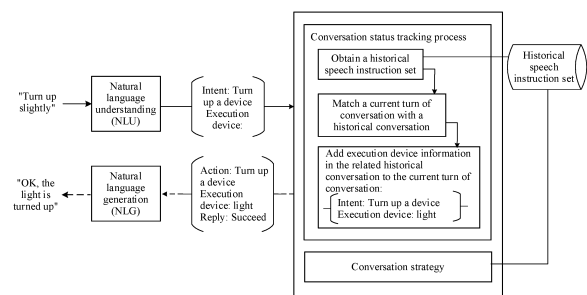 "Turn up
slightly"
Natural
language
understanding
(NLU)
Intent: Turn
up a device
Execution
device:
Conversation status tracking process
Obtain a historical
speech instruction set
Match a current turn of
conversation with a
historical conversation
Add execution device information
in the related historical
conversation to the current turn of
conversation:
Intent: Turn up a device
Execution device: light
Historical
speech
instruction set
"OK, the
light is
turned up"
Natural
language
generation
(NLG)
Action: Turn up
a device
Execution
device: light
Reply: Succeed
Conversation strategy